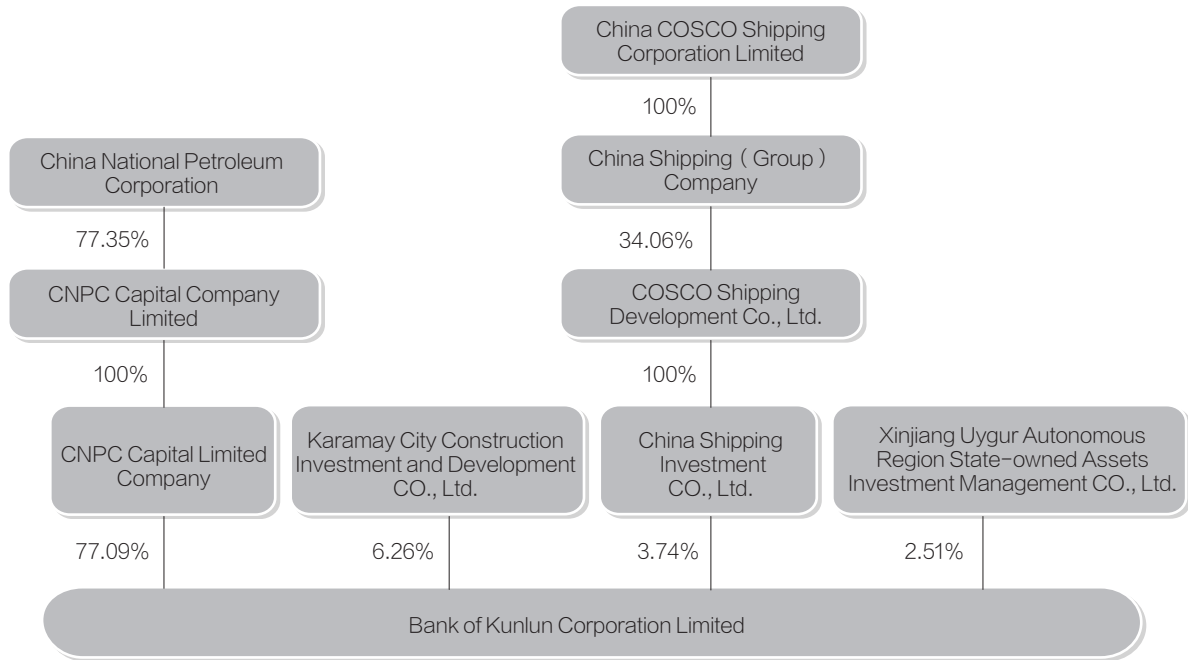 China COSCO Shipping
Corporation Limited
100%
China National Petroleum
Corporation
China Shipping ( Group )
Company
77.35%
34.06%
CNPC Capital Company
Limited
COSCO Shipping
Development Co., Ltd.
100%
100%
CNPC Capital Limited
Company
Karamay City Construction
Investment and Development
CO., Ltd.
China Shipping
Investment
CO., Ltd.
Xinjiang Uygur Autonomous
Region State-owned Assets
Investment Management CO., Ltd.
77.09%
6.26%
3.74%
2.51%
Bank of Kunlun Corporation Limited